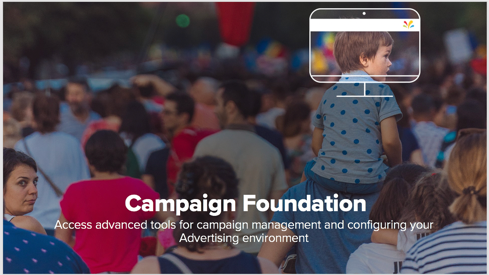 Campaign Foundation
Access advanced tools for campaign management and configuring your
Advertising environment